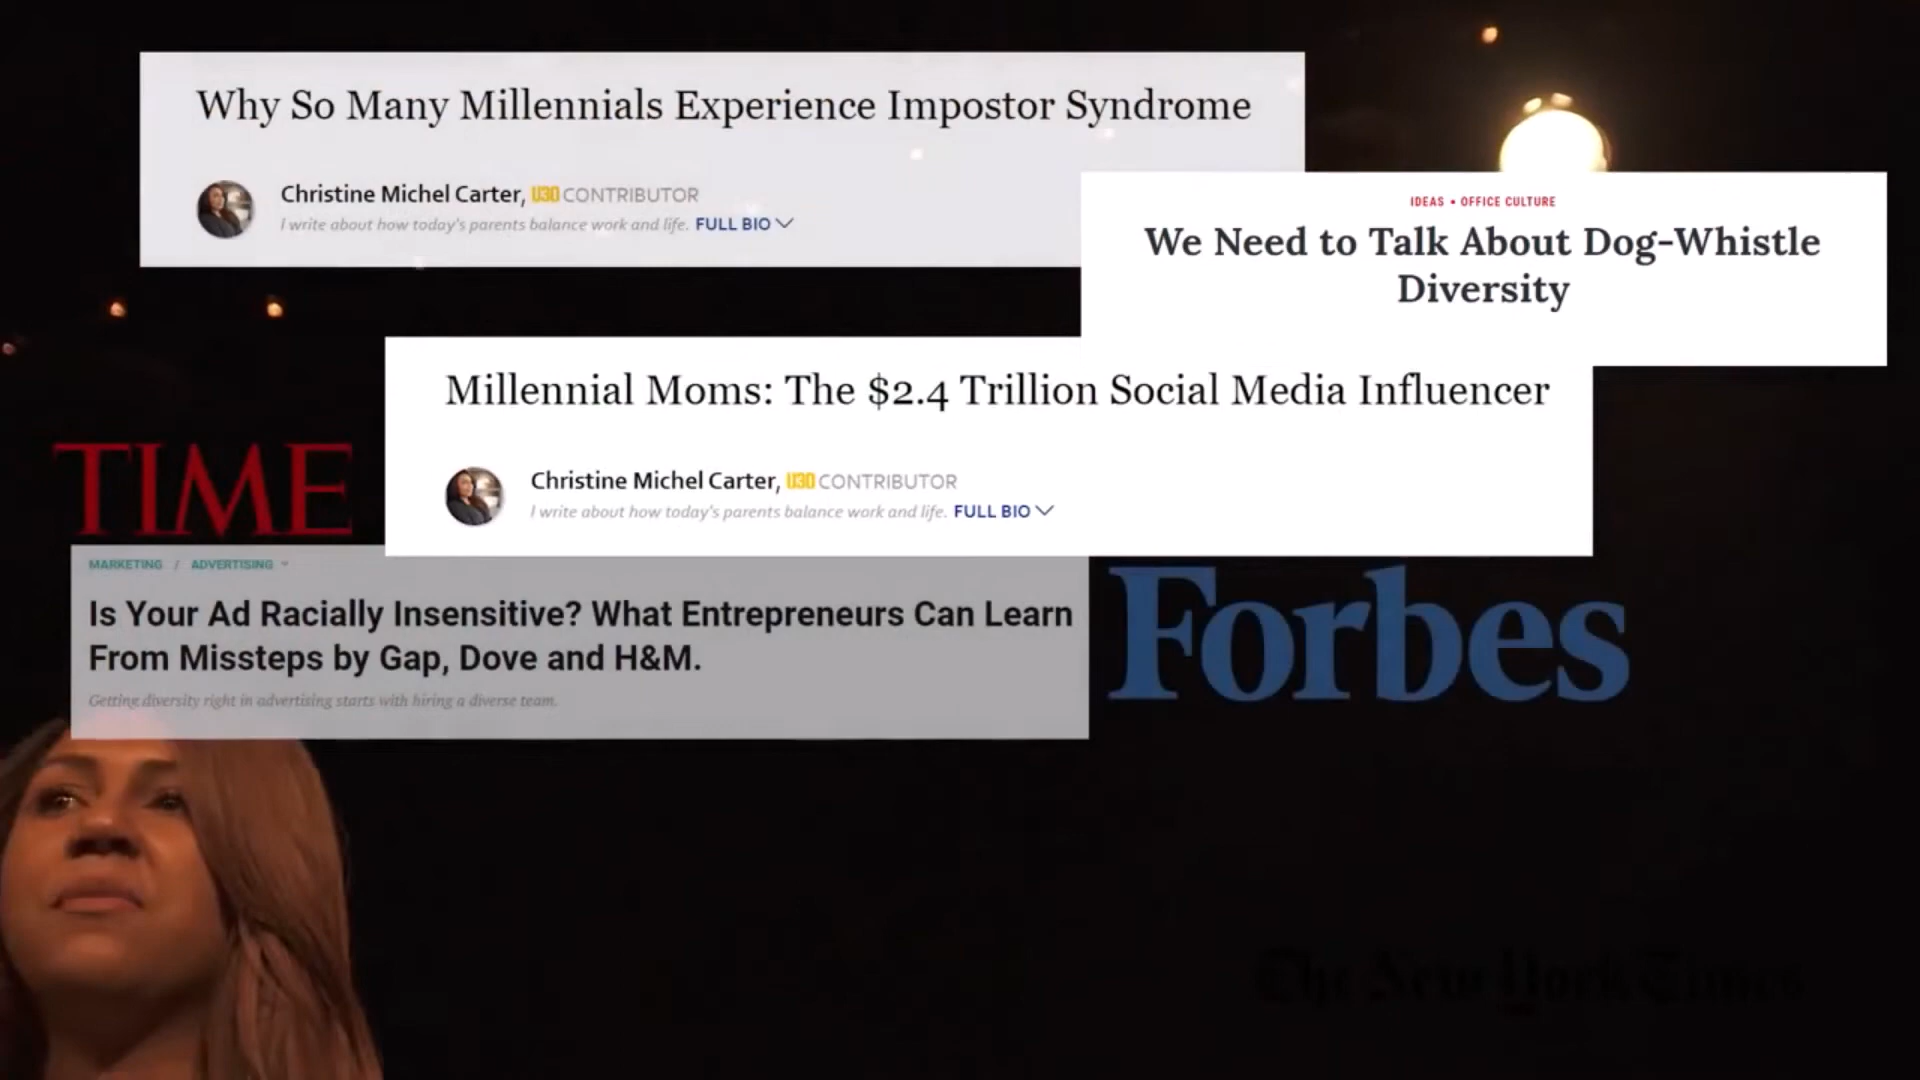 Why So Many Millennials Experience Impostor Syndrome
Christine Michel Carter, U30 CONTRIBUTOR
I write about how today's parents balance work and life. FULL BIO
IDEAS • OFFICE CULTURE
We Need to Talk About Dog-Whistle
Diversity
Millennial Moms: The $2.4 Trillion Social Media Influencer
Christine Michel Carter, U30 CONTRIBUTOR
I write about how today's parents balance work and life. FULL BIO
TIME
MARKETING / ADVERTISING
Is Your Ad Racially Insensitive? What Entrepreneurs Can Learn
From Missteps by Gap, Dove and H&M.
Getting diversity right in advertising starts with hiring a diverse team.
Forbes
The New York Times